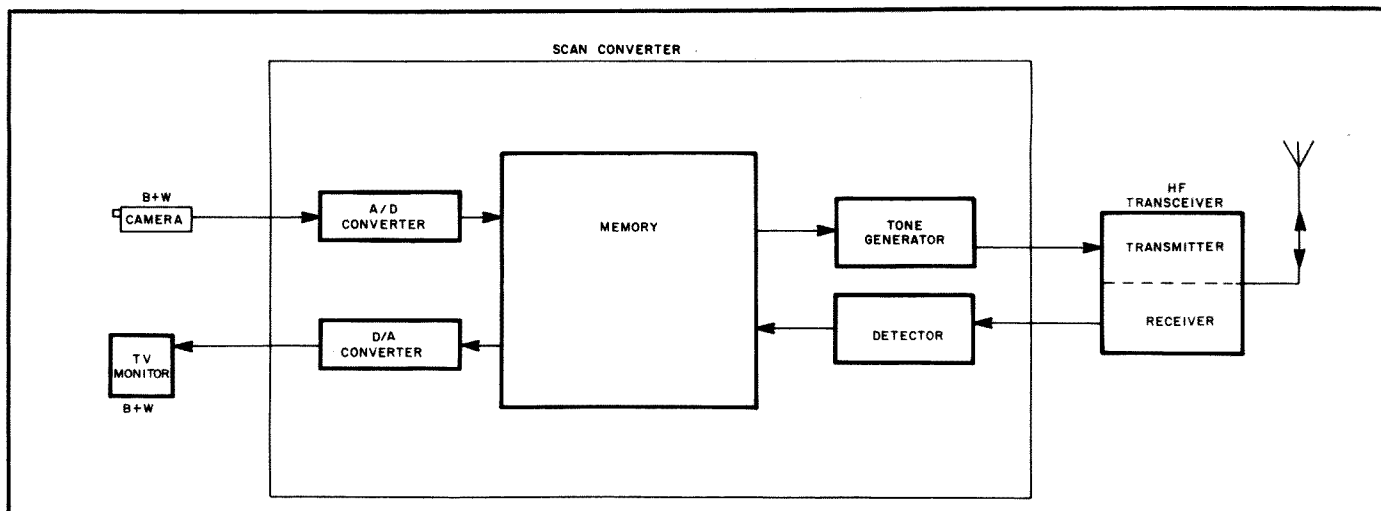 SCAN CONVERTER
B+W
CAMERA
A/D
CONVERTER
MEMORY
TONE
GENERATOR
HF
TRANSCEIVER
TRANSMITTER
RECEIVER
DETECTOR
D/A
CONVERTER
TV
MONITOR
B+W